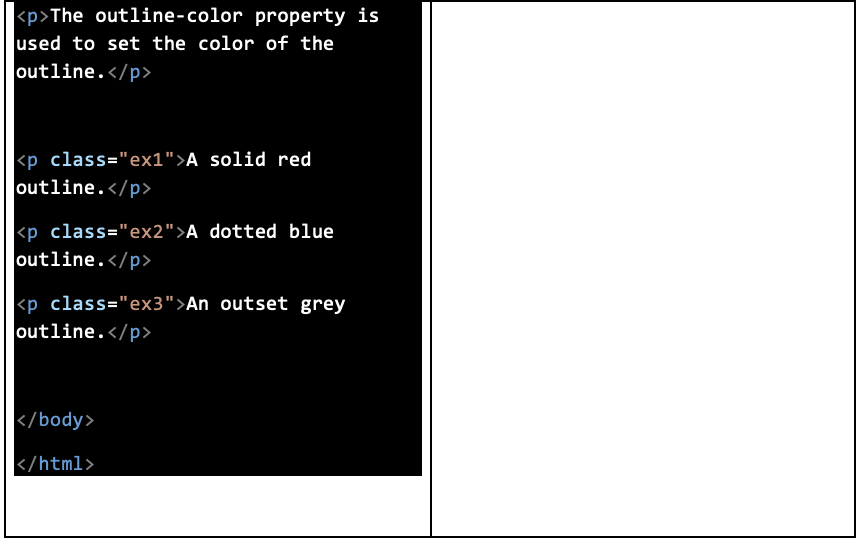 <p>The outline-color property is
used to set the color of the
outline.</p>
<p class="ex1">A solid red
outline.</p>
<p class="ex2">A dotted blue
outline.</p>
<p class="ex3">An outset grey
outline.</p>
</body>
</html>